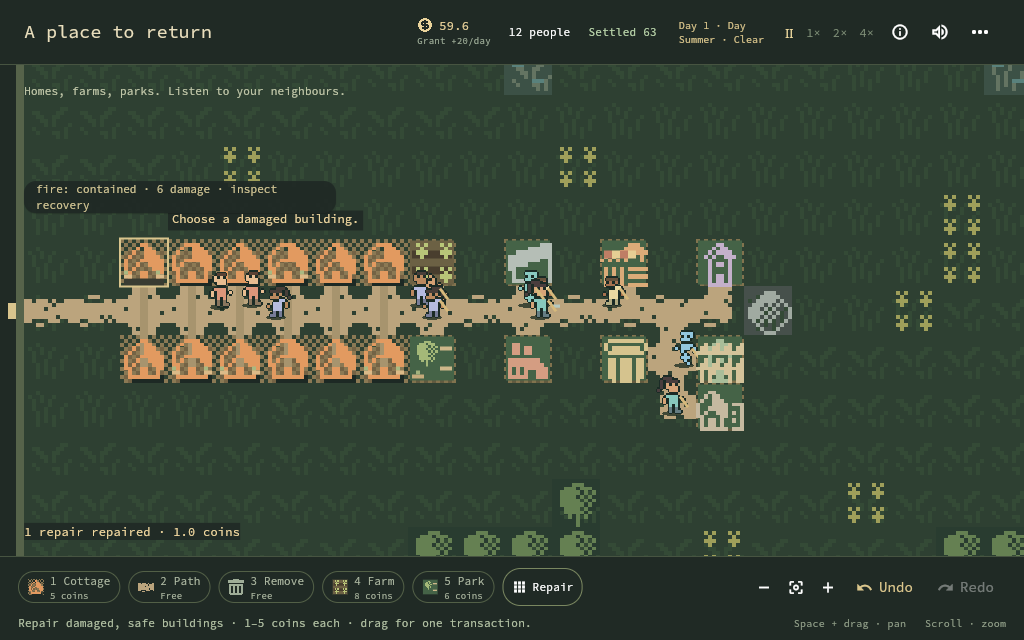 A place to return
59.6
Grant +20/day
12 people
Settled 63
Day 1 · Day
Summer · Clear
1×
2×
4×
Homes, farms, parks. Listen to your neighbours.
fire: contained · 6 damage · inspect
recovery
Choose a damaged building.
1 repair repaired · 1.0 coins
1 Cottage
5 coins
2 Path
Free
3 Remove
Free
4 Farm
8 coins
5 Park
6 coins
Repair
Undo
Redo
Repair damaged, safe buildings · 1–5 coins each · drag for one transaction.
Space + drag · pan
Scroll · zoom